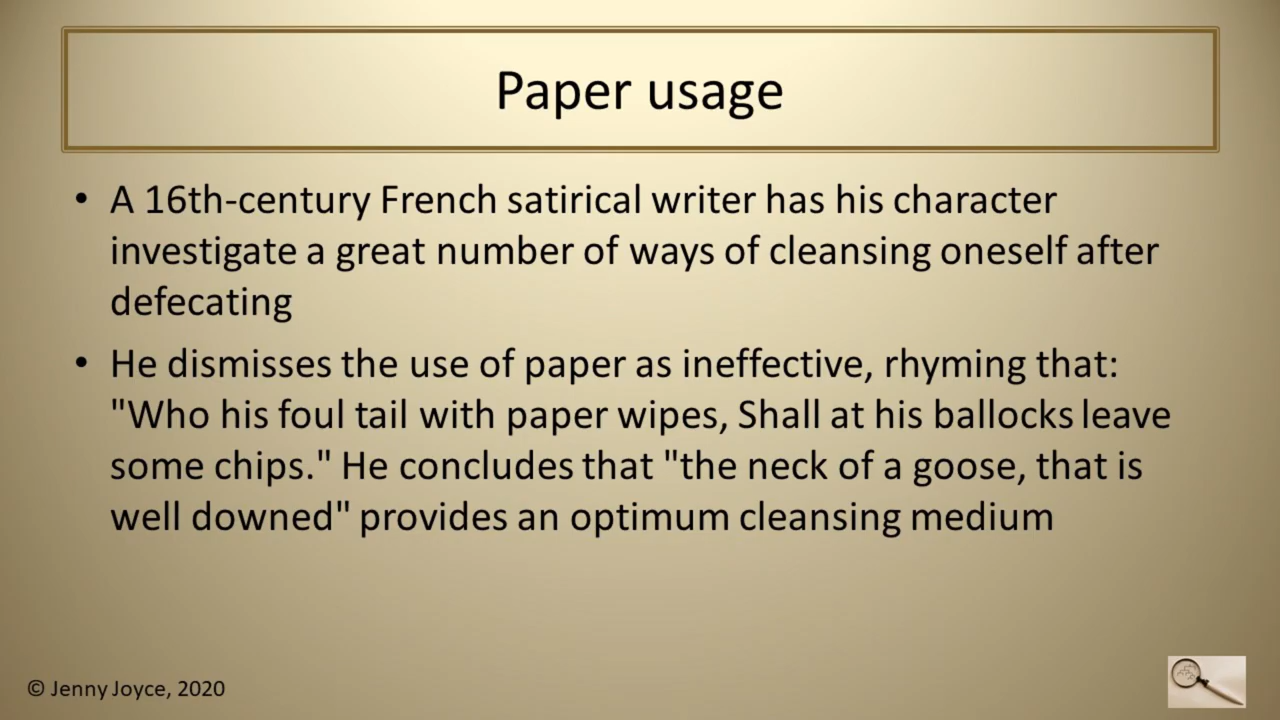 Paper usage
• A 16th-century French satirical writer has his character
investigate a great number of ways of cleansing oneself after
defecating
• He dismisses the use of paper as ineffective, rhyming that:
"Who his foul tail with paper wipes, Shall at his ballocks leave
some chips." He concludes that "the neck of a goose, that is
well downed" provides an optimum cleansing medium
© Jenny Joyce, 2020